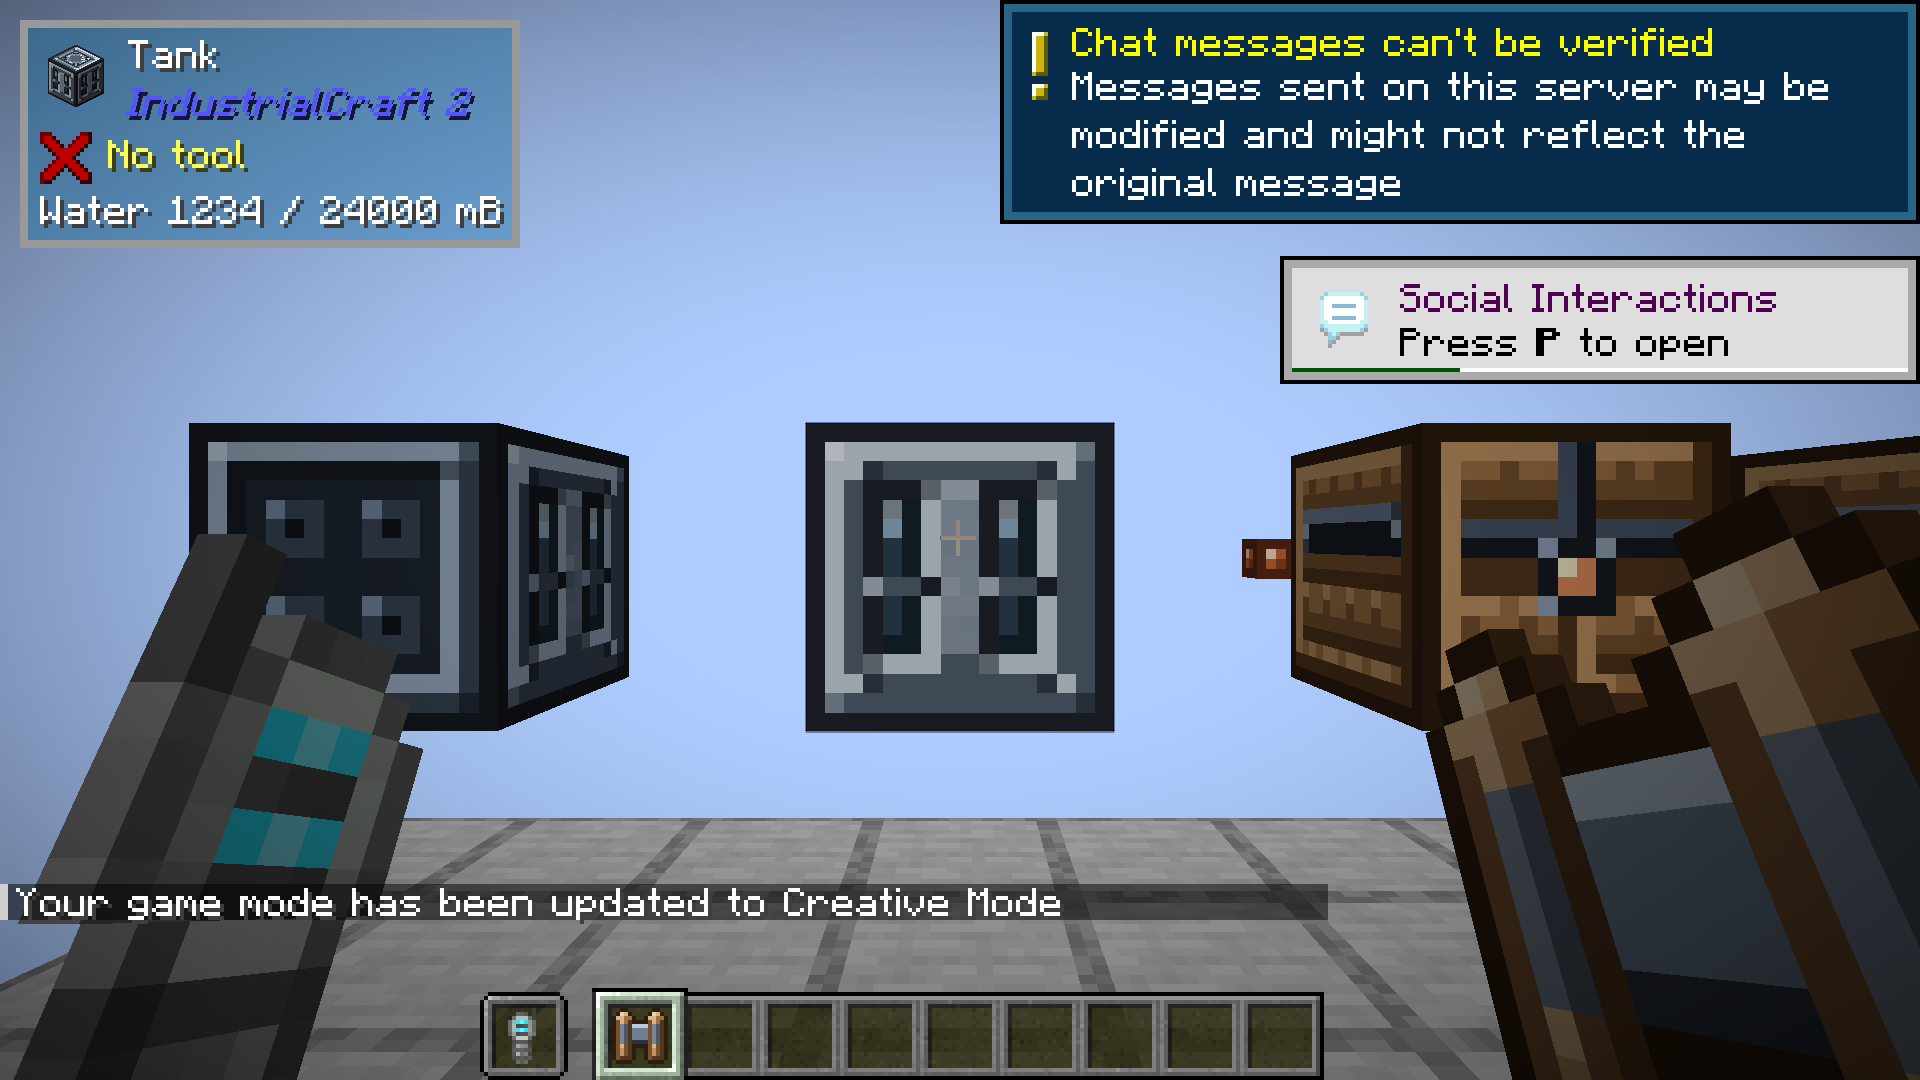 Tank
IndustrialCraft 2
No tool
Water 1234 / 24000 mB
Chat messages can't be verified
Messages sent on this server may be
modified and might not reflect the
original message
Social Interactions
Press P to open
Your game mode has been updated to Creative Mode